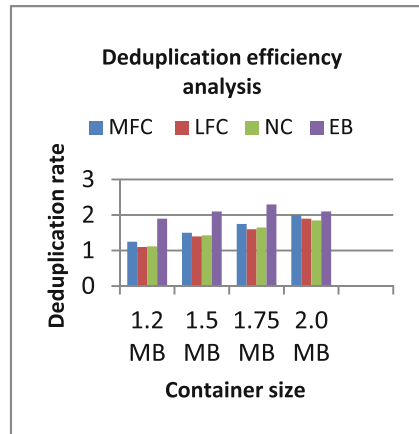 Deduplication efficiency
analysis
MFC LFC NC EB
Deduplication rate
3
2
1
0
1.2 1.5 1.75 2.0
MB MB MB MB
Container size